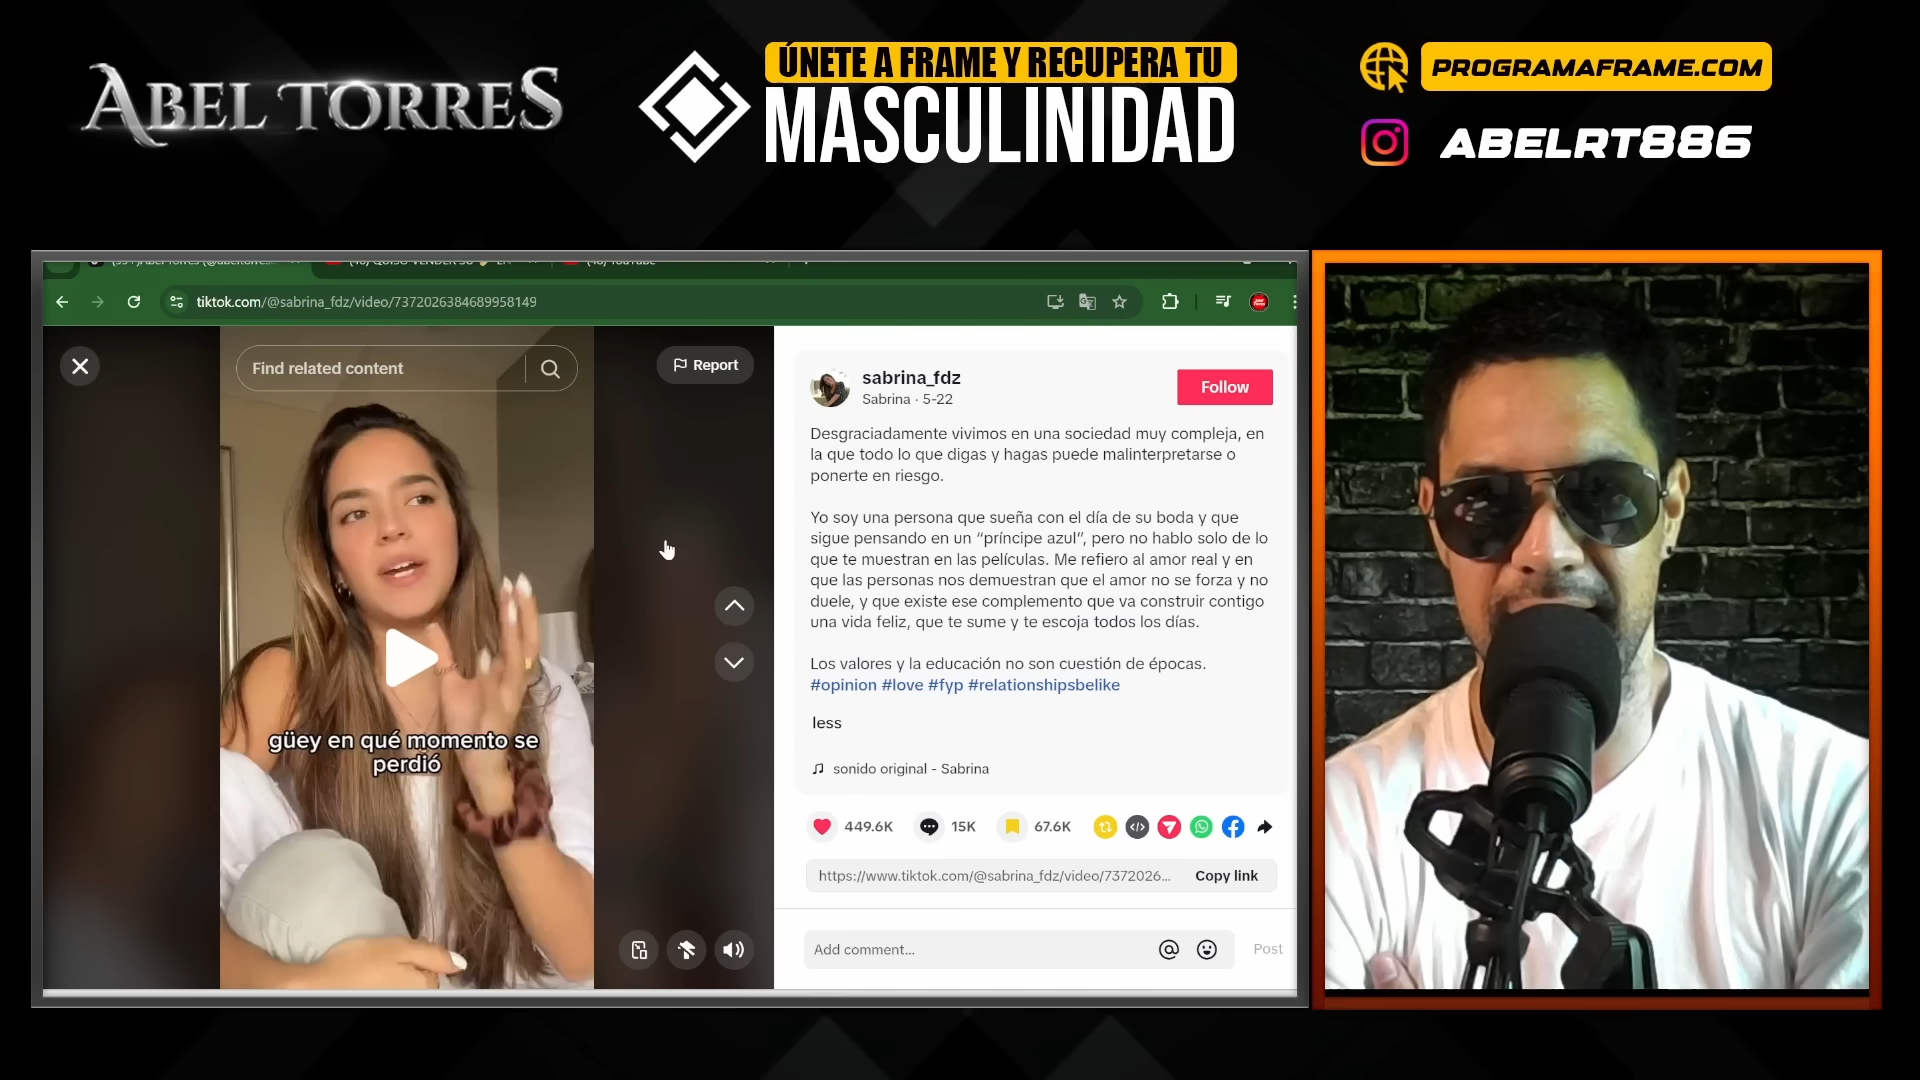 ABEL TORRES
ÚNETE A FRAME Y RECUPERA TU
MASCULINIDAD
PROGRAMAFRAME.COM
ABELRT886
tiktok.com/@sabrina_fdz/video/7372026384689958149
Find related content
Report
güey en qué momento se
perdió
sabrina_fdz
Sabrina · 5-22
Follow
Desgraciadamente vivimos en una sociedad muy compleja, en
la que todo lo que digas y hagas puede malinterpretarse o
ponerte en riesgo.
Yo soy una persona que sueña con el día de su boda y que
sigue pensando en un “príncipe azul”, pero no hablo solo de lo
que te muestran en las películas. Me refiero al amor real y en
que las personas nos demuestran que el amor no se forza y no
duele, y que existe ese complemento que va construir contigo
una vida feliz, que te sume y te escoja todos los días.
Los valores y la educación no son cuestión de épocas.
#opinion #love #fyp #relationshipsbelike
less
sonido original - Sabrina
449.6K 15K 67.6K
https://www.tiktok.com/@sabrina_fdz/video/7372026... Copy link
Add comment... Post